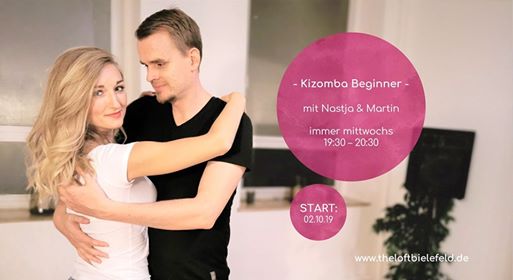 - Kizomba Beginner -
mit Nastja & Martin
immer mittwochs
19:30 – 20:30
START:
02.10.19
www.theloftbielefeld.de